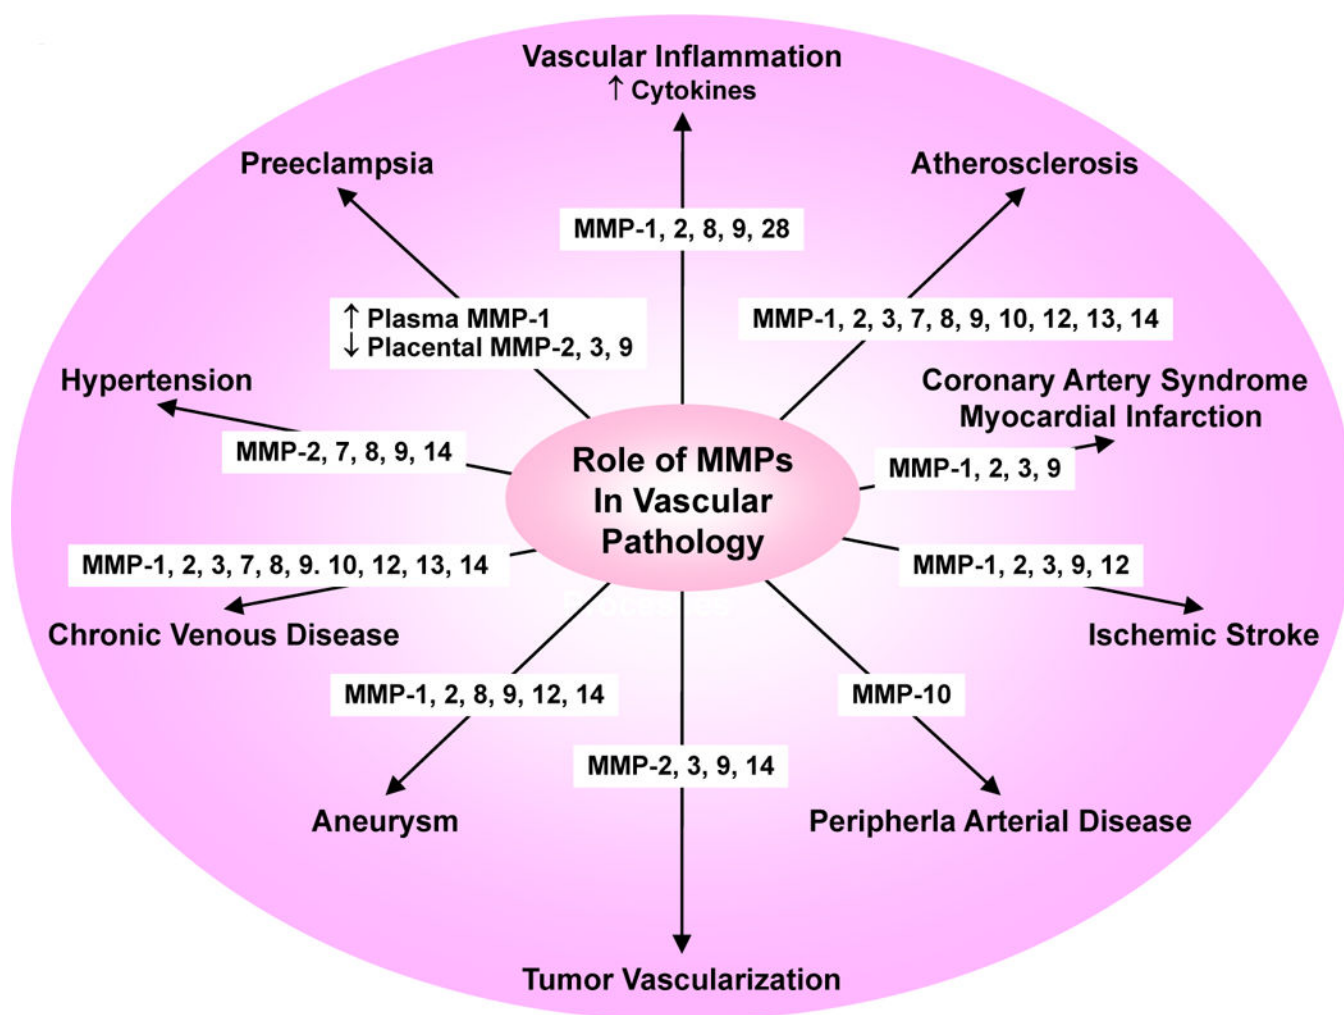 Vascular Inflammation
↑ Cytokines
Preeclampsia
Atherosclerosis
MMP-1, 2, 8, 9, 28
↑ Plasma MMP-1
↓ Placental MMP-2, 3, 9
MMP-1, 2, 3, 7, 8, 9, 10, 12, 13, 14
Hypertension
Coronary Artery Syndrome
Myocardial Infarction
MMP-2, 7, 8, 9, 14
MMP-1, 2, 3, 9
Role of MMPs
In Vascular
Pathology
MMP-1, 2, 3, 7, 8, 9. 10, 12, 13, 14
MMP-1, 2, 3, 9, 12
Chronic Venous Disease
Ischemic Stroke
MMP-1, 2, 8, 9, 12, 14
MMP-10
MMP-2, 3, 9, 14
Aneurysm
Peripherla Arterial Disease
Tumor Vascularization